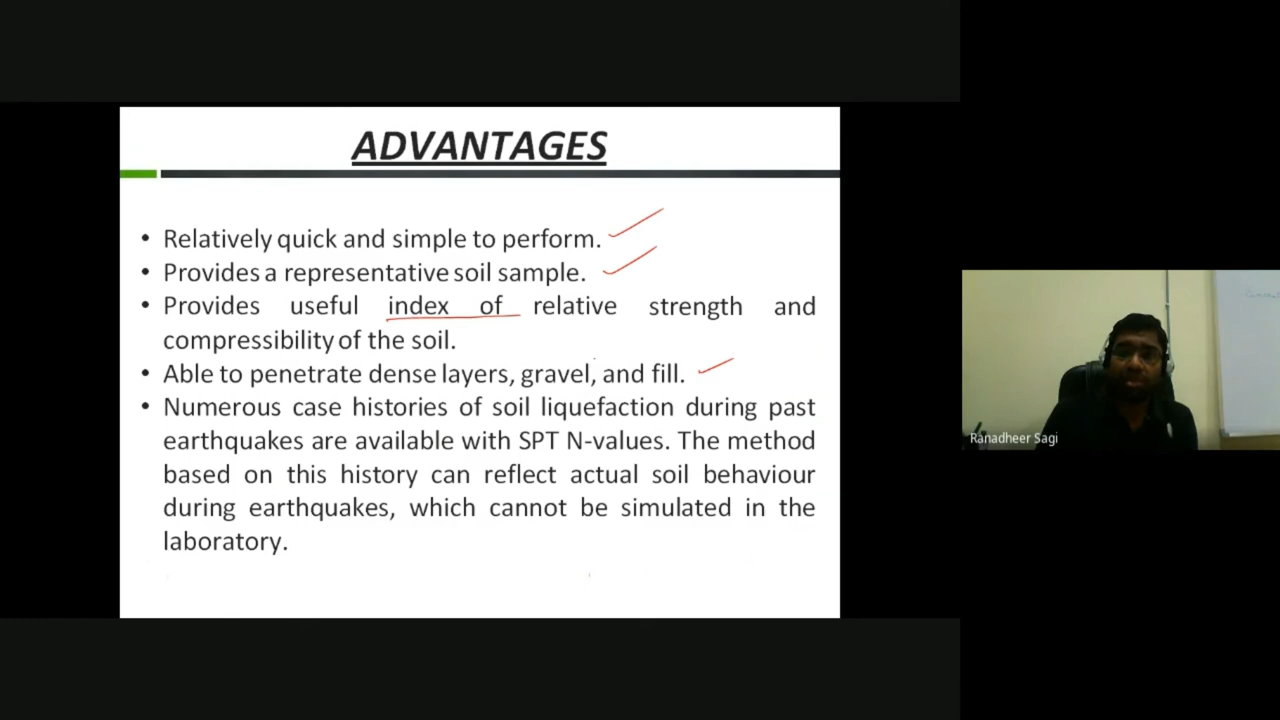 ADVANTAGES
• Relatively quick and simple to perform.
• Provides a representative soil sample.
• Provides useful index of relative strength and
compressibility of the soil.
• Able to penetrate dense layers, gravel, and fill.
• Numerous case histories of soil liquefaction during past
earthquakes are available with SPT N-values. The method
based on this history can reflect actual soil behaviour
during earthquakes, which cannot be simulated in the
laboratory.
Ranadheer Sagi